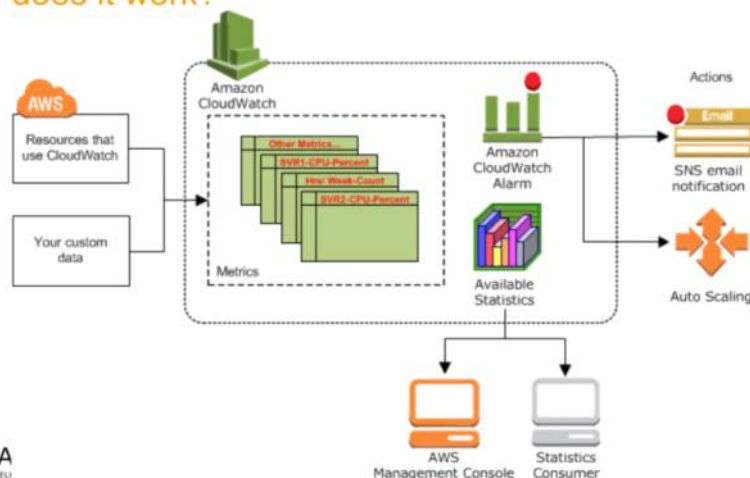 does it work?
Amazon
CloudWatch
AWS
Resources that
use CloudWatch
Your custom
data
Other Metrics...
SVR1-CPU-Percent
Hrs/ Week-Count
SVR2-CPU-Percent
Metrics
Amazon
CloudWatch
Alarm
Available
Statistics
Actions
Email
SNS email
notification
Auto Scaling
AWS
Management Console
Statistics
Consumer
A